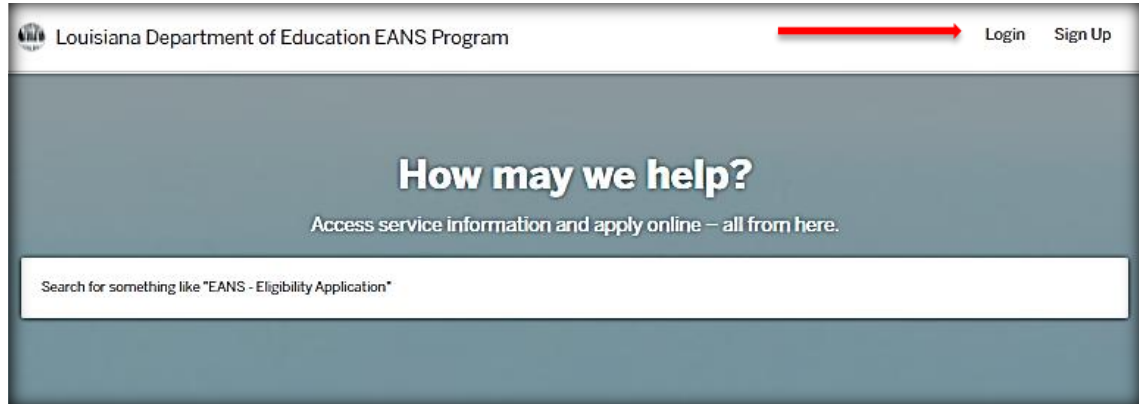 Louisiana Department of Education EANS Program
Login Sign Up
How may we help?
Access service information and apply online – all from here.
Search for something like "EANS - Eligibility Application"